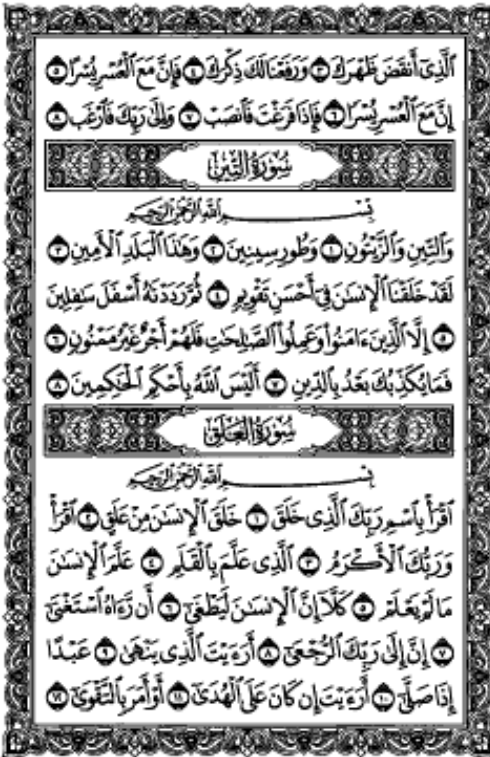 ٱلَّذِىٓ أَنقَضَ ظَهْرَكَ ٣ وَرَفَعْنَا لَكَ ذِكْرَكَ ٤ فَإِنَّ مَعَ ٱلْعُسْرِ يُسْرًا ٥
إِنَّ مَعَ ٱلْعُسْرِ يُسْرًا ٦ فَإِذَا فَرَغْتَ فَٱنصَبْ ٧ وَإِلَىٰ رَبِّكَ فَٱرْغَب ٨
سُورَةُ التِّينِ
بِسْمِ ٱللَّهِ ٱلرَّحْمَٰنِ ٱلرَّحِيمِ
وَٱلتِّينِ وَٱلزَّيْتُونِ ١ وَطُورِ سِينِينَ ٢ وَهَٰذَا ٱلْبَلَدِ ٱلْأَمِينِ ٣
لَقَدْ خَلَقْنَا ٱلْإِنسَٰنَ فِىٓ أَحْسَنِ تَقْوِيمٍ ٤ ثُمَّ رَدَدْنَٰهُ أَسْفَلَ سَٰفِلِينَ
٥ إِلَّا ٱلَّذِينَ ءَامَنُوا۟ وَعَمِلُوا۟ ٱلصَّٰلِحَٰتِ فَلَهُمْ أَجْرٌ غَيْرُ مَمْنُونٍ ٦
فَمَا يُكَذِّبُكَ بَعْدُ بِٱلدِّينِ ٧ أَلَيْسَ ٱللَّهُ بِأَحْكَمِ ٱلْحَٰكِمِينَ ٨
سُورَةُ العَلَقِ
بِسْمِ ٱللَّهِ ٱلرَّحْمَٰنِ ٱلرَّحِيمِ
ٱقْرَأْ بِٱسْمِ رَبِّكَ ٱلَّذِى خَلَقَ ١ خَلَقَ ٱلْإِنسَٰنَ مِنْ عَلَقٍ ٢ ٱقْرَأْ
وَرَبُّكَ ٱلْأَكْرَمُ ٣ ٱلَّذِى عَلَّمَ بِٱلْقَلَمِ ٤ عَلَّمَ ٱلْإِنسَٰنَ
مَا لَمْ يَعْلَمْ ٥ كَلَّآ إِنَّ ٱلْإِنسَٰنَ لَيَطْغَىٰٓ ٦ أَن رَّءَاهُ ٱسْتَغْنَىٰٓ
٧ إِنَّ إِلَىٰ رَبِّكَ ٱلرُّجْعَىٰٓ ٨ أَرَءَيْتَ ٱلَّذِى يَنْهَىٰ ٩ عَبْدًا
إِذَا صَلَّىٰٓ ١٠ أَرَءَيْتَ إِن كَانَ عَلَى ٱلْهُدَىٰٓ ١١ أَوْ أَمَرَ بِٱلتَّقْوَىٰٓ ١٢